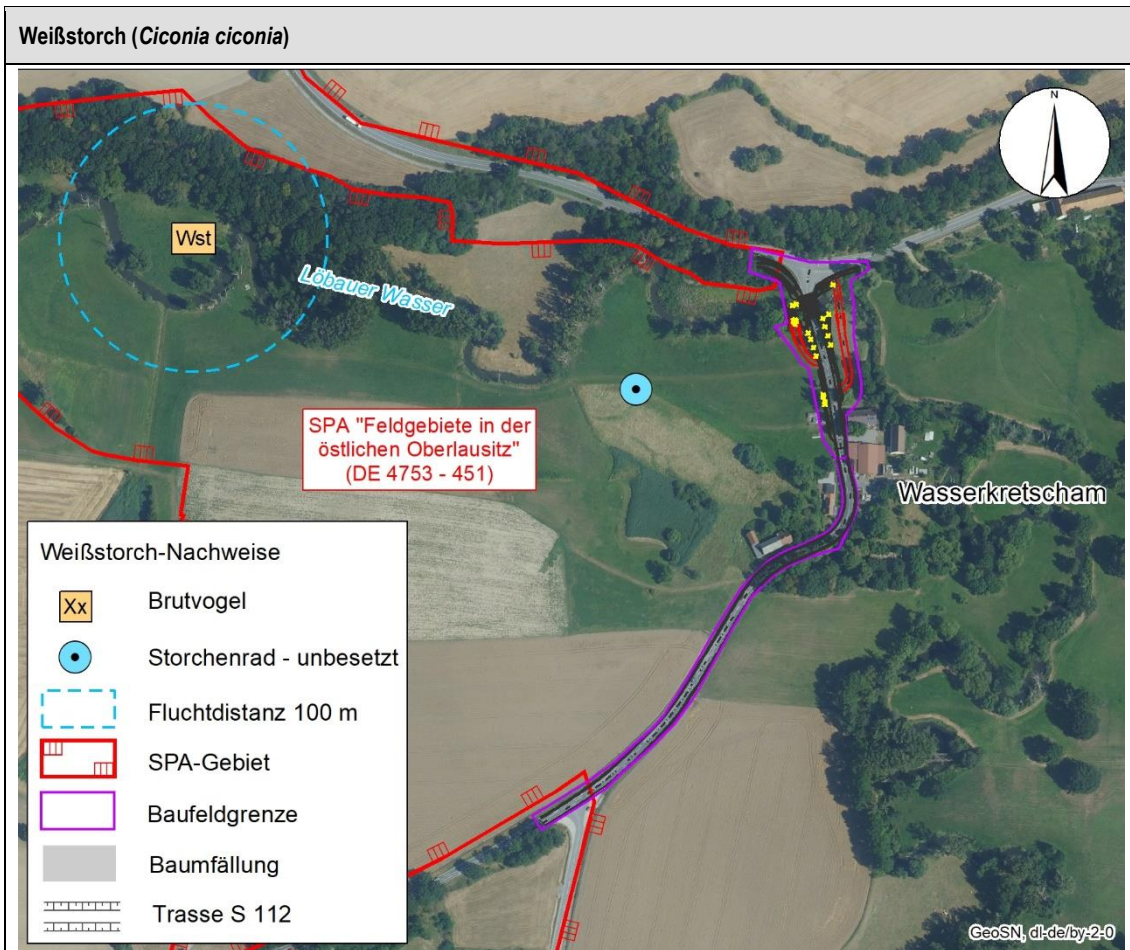 Weißstorch (Ciconia ciconia)
N
Wst
Löbauer Wasser
SPA "Feldgebiete in der
östlichen Oberlausitz"
(DE 4753 - 451)
Wasserkretscham
Weißstorch-Nachweise
Xx Brutvogel
Storchenrad - unbesetzt
Fluchtdistanz 100 m
SPA-Gebiet
Baufeldgrenze
Baumfällung
Trasse S 112
GeoSN, dl-de/by-2-0